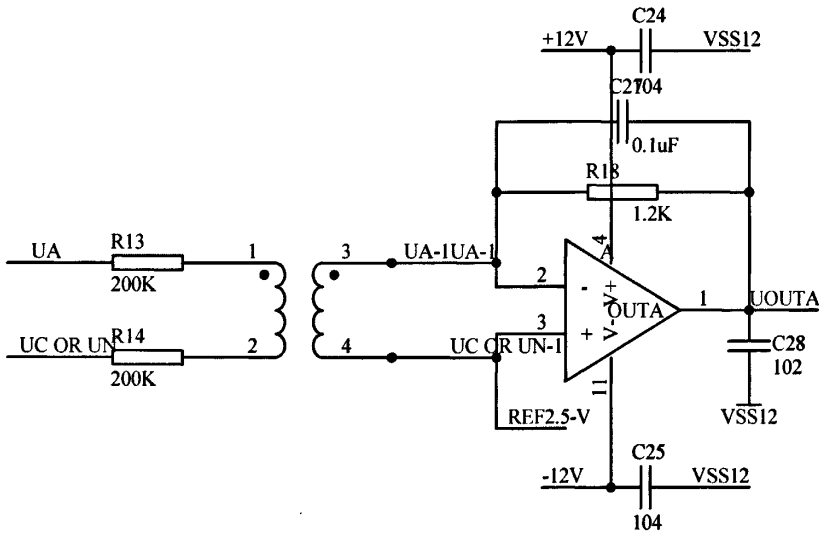 C24
+12V
VSS12
104
C27
0.1uF
R18
1.2K
4
A
R13
UA
1
3
UA-1UA-1
200K
2
-
V+
OUTA
1
UOUTA
R14
3
+
V-
UC OR UN
2
4
UC OR UN-1
C28
200K
102
11
REF2.5-V
VSS12
C25
-12V
VSS12
104